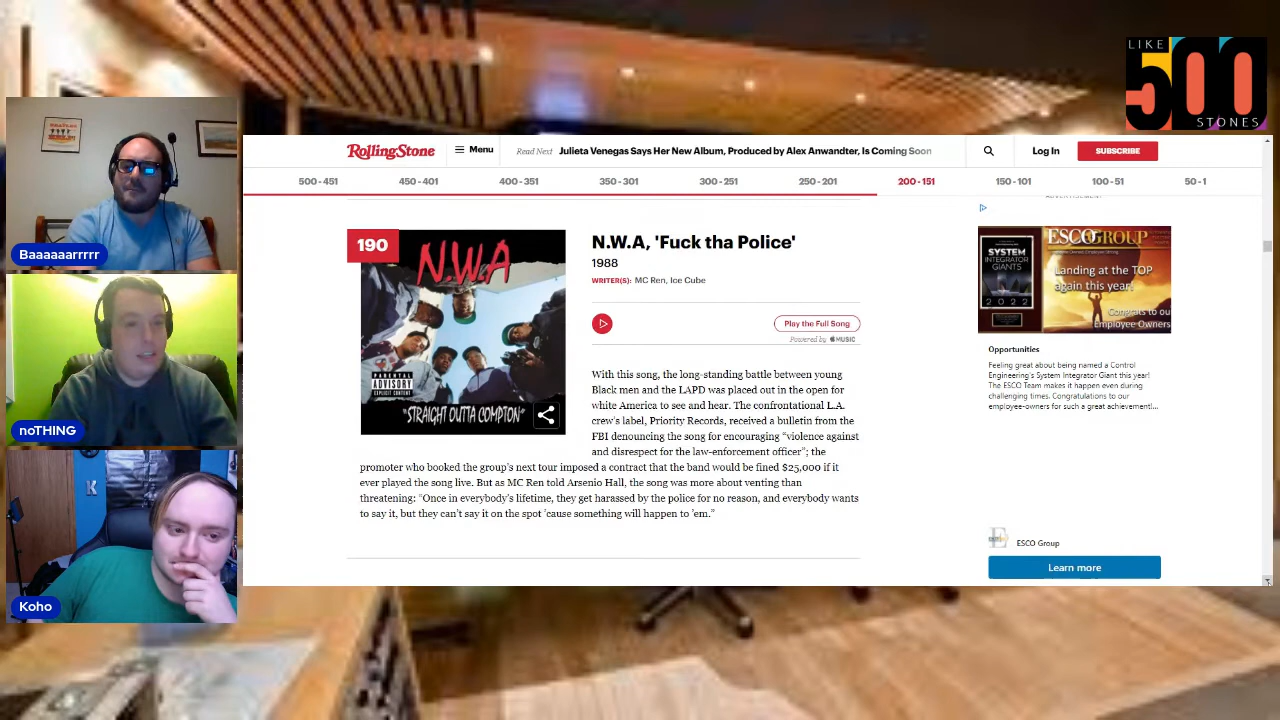 LIKE
500
STONES
Baaaaaarrrrr
noTHING
Koho
RollingStone
Menu
Read Next Julieta Venegas Says Her New Album, Produced by Alex Anwandter, Is Coming Soon
Log In
SUBSCRIBE
500 - 451
450 - 401
400 - 351
350 - 301
300 - 251
250 - 201
200 - 151
150 - 101
100 - 51
50 - 1
190
N.W.A
PARENTAL
ADVISORY
EXPLICIT CONTENT
"STRAIGHT OUTTA COMPTON"
N.W.A, 'Fuck tha Police'
1988
WRITER(S): MC Ren, Ice Cube
Play the Full Song
Powered by MUSIC
With this song, the long-standing battle between young
Black men and the LAPD was placed out in the open for
white America to see and hear. The confrontational L.A.
crew's label, Priority Records, received a bulletin from the
FBI denouncing the song for encouraging “violence against
and disrespect for the law-enforcement officer”; the
promoter who booked the group's next tour imposed a contract that the band would be fined $25,000 if it
ever played the song live. But as MC Ren told Arsenio Hall, the song was more about venting than
threatening: “Once in everybody's lifetime, they get harassed by the police for no reason, and everybody wants
to say it, but they can't say it on the spot 'cause something will happen to 'em.”
ADVERTISEMENT
SYSTEM
INTEGRATOR
GIANTS
2022
ESCO GROUP
Landing at the TOP
again this year!
Congrats to our
Employee Owners
Opportunities
Feeling great about being named a Control
Engineering's System Integrator Giant this year!
The ESCO Team makes it happen even during
challenging times. Congratulations to our
employee-owners for such a great achievement!...
ESCO Group
Learn more